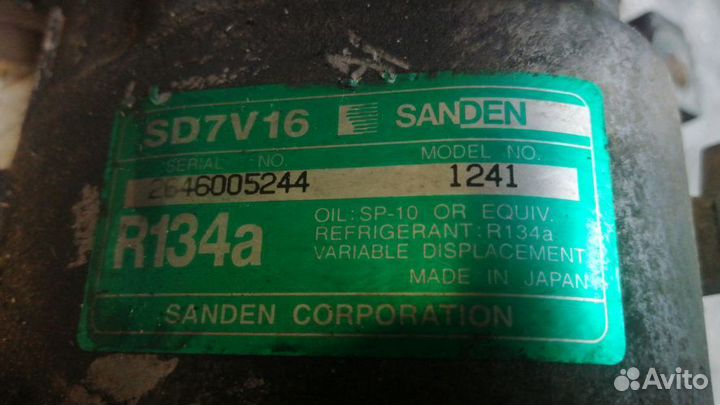 SD7V16 SANDEN
SERIAL NO. MODEL NO.
2646005244 1241
R134a
OIL:SP-10 OR EQUIV.
REFRIGERANT:R134a
VARIABLE DISPLACEMENT
MADE IN JAPAN
SANDEN CORPORATION
Avito